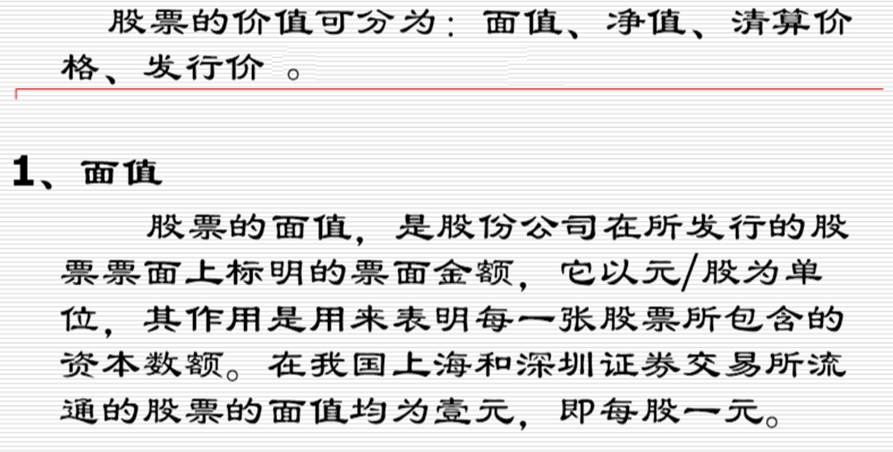 股票的价值可分为：面值、净值、清算价
格、发行价 。
1、面值
股票的面值，是股份公司在所发行的股
票票面上标明的票面金额，它以元/股为单
位，其作用是用来表明每一张股票所包含的
资本数额。在我国上海和深圳证券交易所流
通的股票的面值均为壹元，即每股一元。